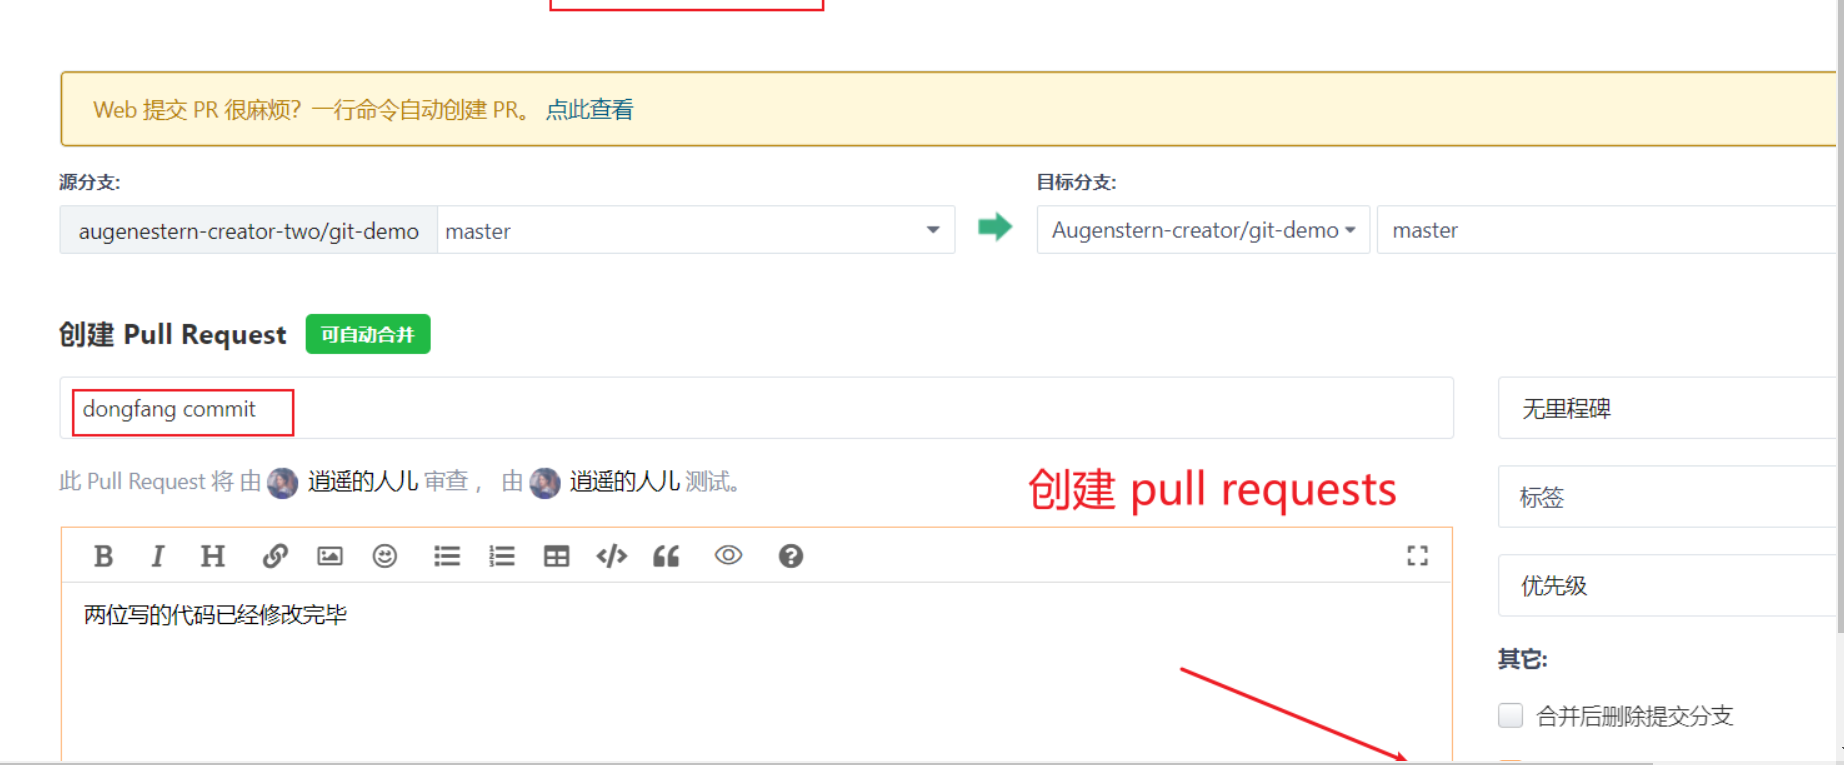 Web 提交 PR 很麻烦？一行命令自动创建 PR。 点此查看
源分支:
目标分支:
augenestern-creator-two/git-demo master
Augenstern-creator/git-demo master
创建 Pull Request 可自动合并
dongfang commit
无里程碑
此 Pull Request 将 由 逍遥的人儿 审查 ， 由 逍遥的人儿 测试。
创建 pull requests
标签
B I H
优先级
两位写的代码已经修改完毕
其它:
合并后删除提交分支